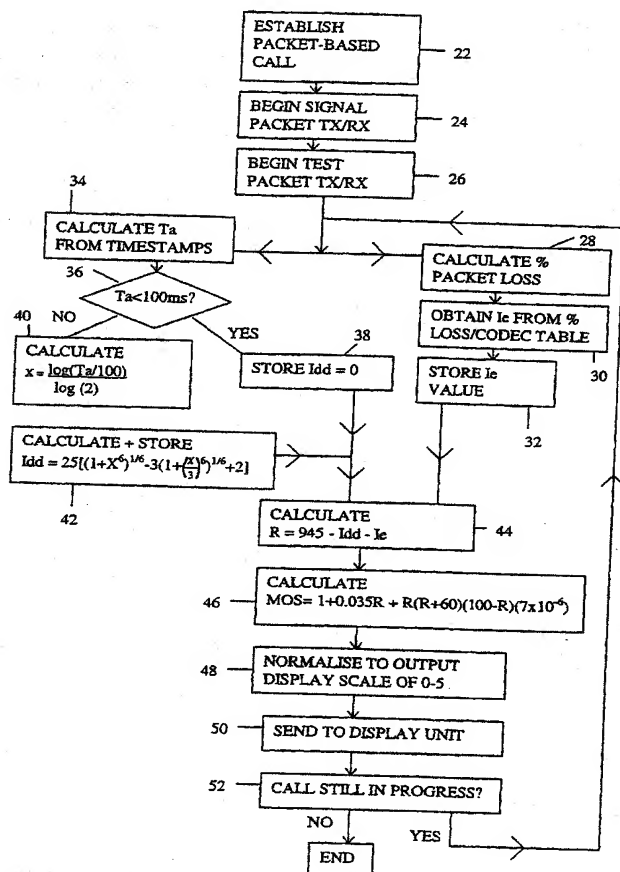 ESTABLISH
PACKET-BASED
CALL
22
BEGIN SIGNAL
PACKET TX/RX
24
BEGIN TEST
PACKET TX/RX
26
34
CALCULATE Ta
FROM TIMESTAMPS
28
CALCULATE %
PACKET LOSS
36
Ta<100ms?
NO
YES
OBTAIN Ie FROM %
LOSS/CODEC TABLE
30
40
CALCULATE
x = log(Ta/100)
log (2)
38
STORE Idd = 0
STORE Ie
VALUE
32
CALCULATE + STORE
Idd = 25[(1+X⁶)^1/6-3(1+(x/3)⁶)^1/6+2]
42
CALCULATE
R = 945 - Idd - Ie
44
CALCULATE
MOS= 1+0.035R + R(R+60)(100-R)(7x10⁻⁶)
46
NORMALISE TO OUTPUT
DISPLAY SCALE OF 0-5
48
50
SEND TO DISPLAY UNIT
52
CALL STILL IN PROGRESS?
NO
YES
END